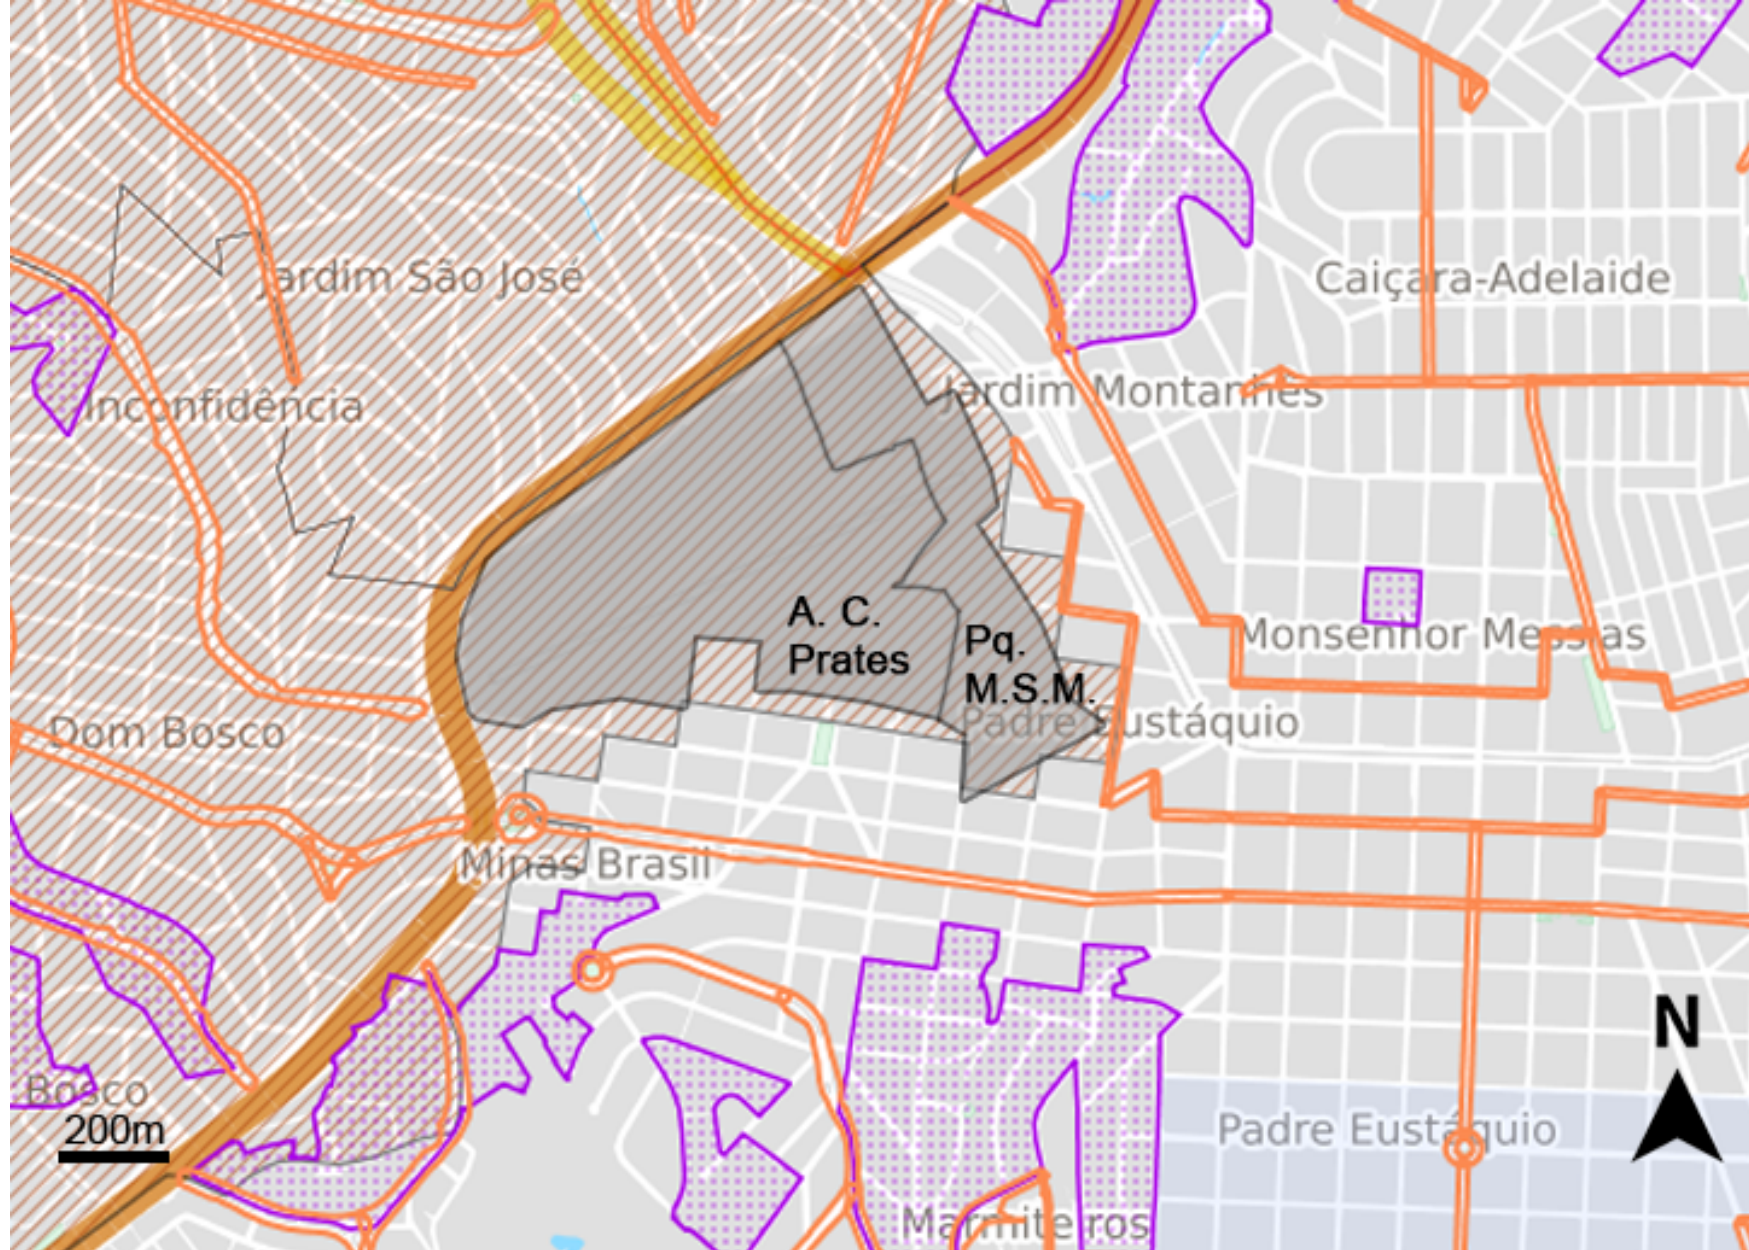 Jardim São José
Caiçara-Adelaide
Jardim Montanhês
Inconfidência
A. C.
Prates
Pq.
M.S.M.
Monsenhor Messias
Padre Eustáquio
Dom Bosco
Minas Brasil
N
Bosco
200m
Padre Eustáquio
Marmiteiros